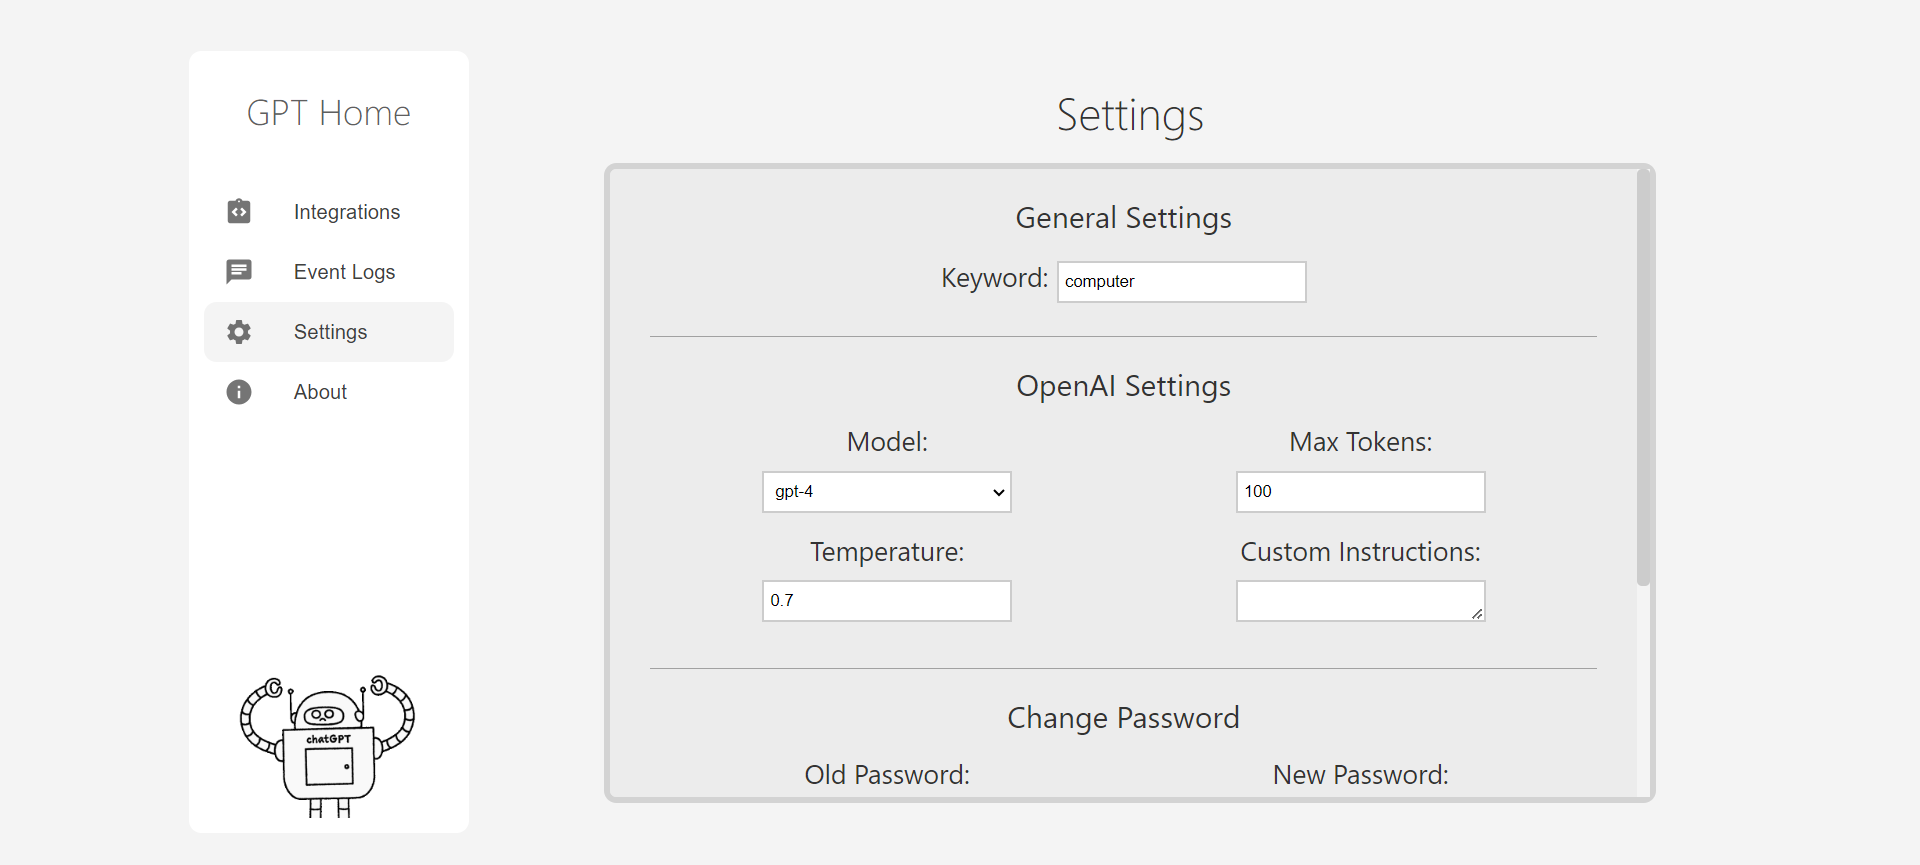 GPT Home
Integrations
Event Logs
Settings
About
chatGPT
Settings
General Settings
Keyword: computer
OpenAI Settings
Model: Max Tokens:
gpt-4 100
Temperature: Custom Instructions:
0.7
Change Password
Old Password: New Password: